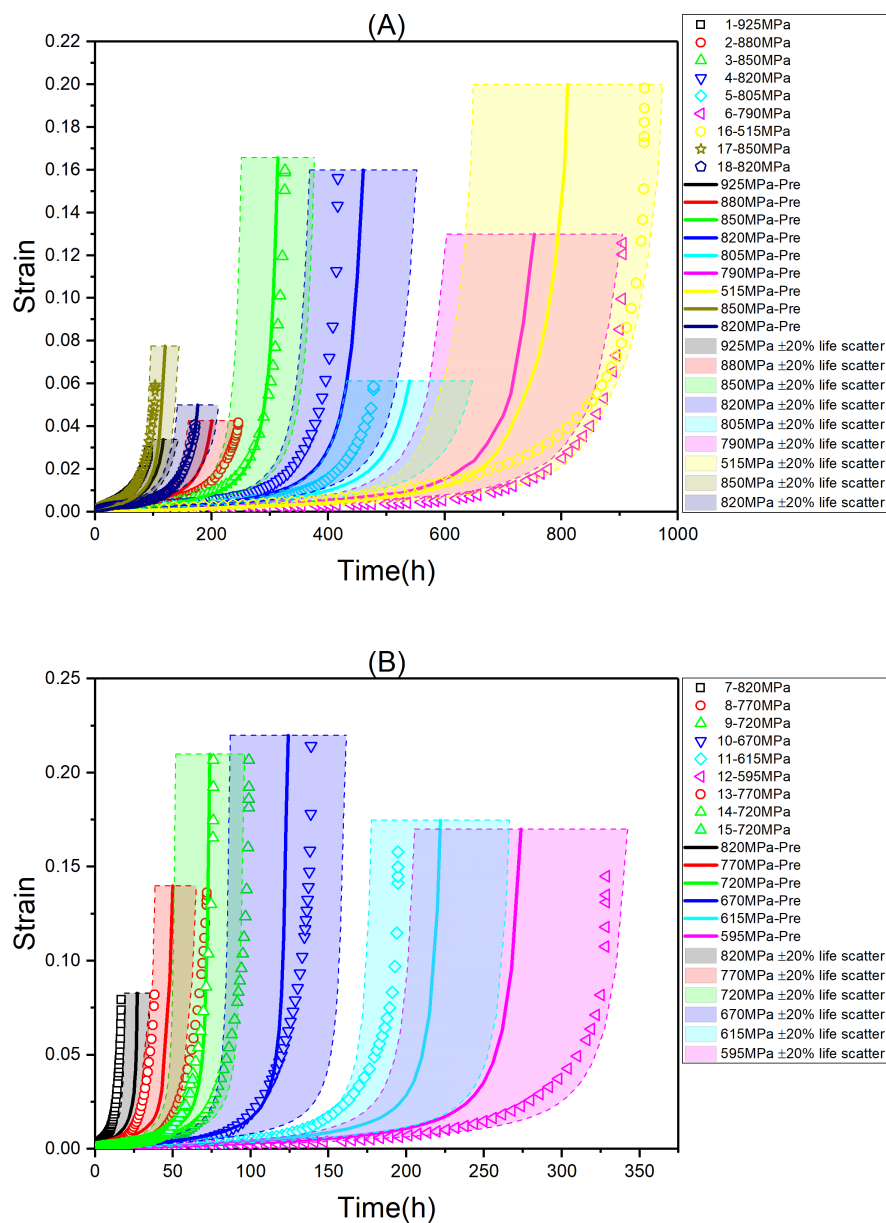 (A)
0.22
0.20
0.18
0.16
0.14
0.12
0.10
0.08
0.06
0.04
0.02
0.00
Strain
0
200
400
600
800
1000
Time(h)
1-925MPa
2-880MPa
3-850MPa
4-820MPa
5-805MPa
6-790MPa
16-515MPa
17-850MPa
18-820MPa
925MPa-Pre
880MPa-Pre
850MPa-Pre
820MPa-Pre
805MPa-Pre
790MPa-Pre
515MPa-Pre
850MPa-Pre
820MPa-Pre
925MPa ±20% life scatter
880MPa ±20% life scatter
850MPa ±20% life scatter
820MPa ±20% life scatter
805MPa ±20% life scatter
790MPa ±20% life scatter
515MPa ±20% life scatter
850MPa ±20% life scatter
820MPa ±20% life scatter
(B)
0.25
0.20
0.15
0.10
0.05
0.00
Strain
0
50
100
150
200
250
300
350
Time(h)
7-820MPa
8-770MPa
9-720MPa
10-670MPa
11-615MPa
12-595MPa
13-770MPa
14-720MPa
15-720MPa
820MPa-Pre
770MPa-Pre
720MPa-Pre
670MPa-Pre
615MPa-Pre
595MPa-Pre
820MPa ±20% life scatter
770MPa ±20% life scatter
720MPa ±20% life scatter
670MPa ±20% life scatter
615MPa ±20% life scatter
595MPa ±20% life scatter